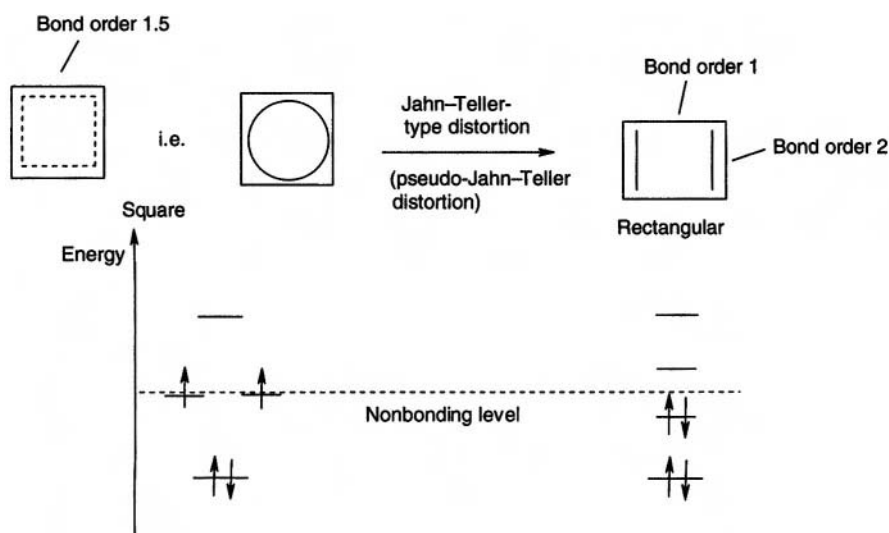 Bond order 1.5
Bond order 1
Jahn–Teller-
type distortion
i.e.
Bond order 2
(pseudo-Jahn–Teller
distortion)
Square
Rectangular
Energy
Nonbonding level